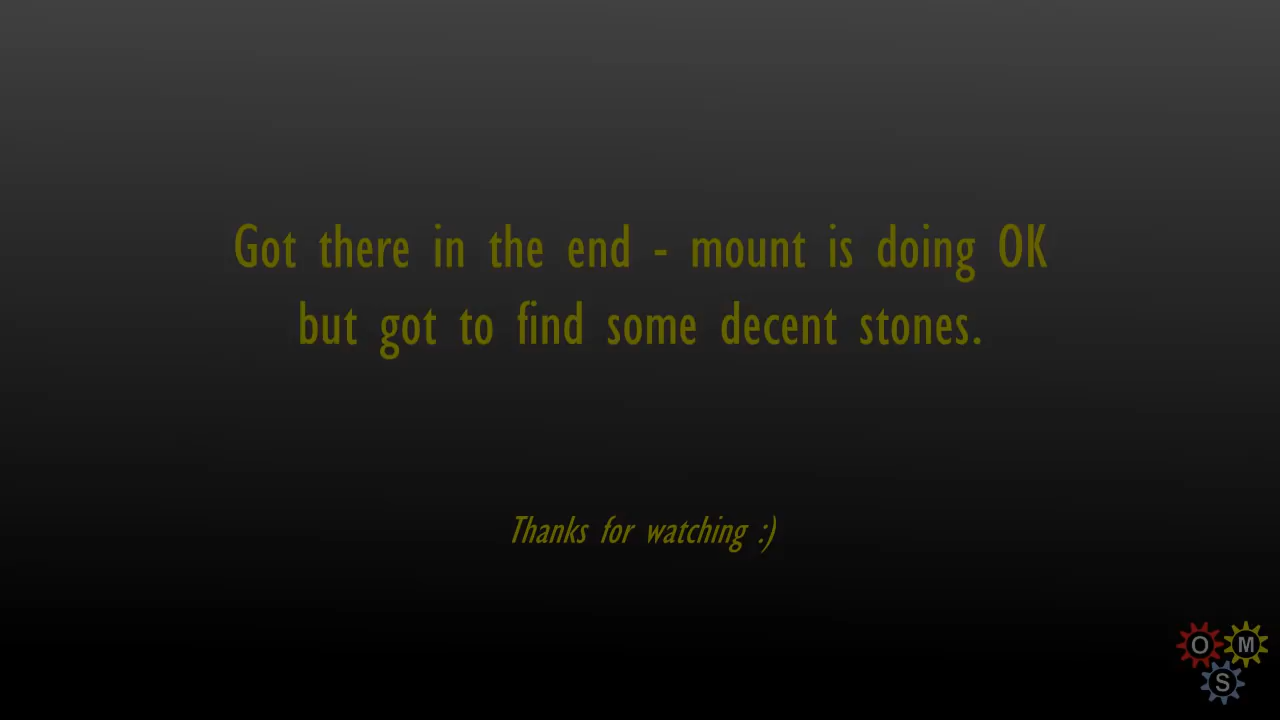 Got there in the end - mount is doing OK
but got to find some decent stones.
Thanks for watching :)
O M
S